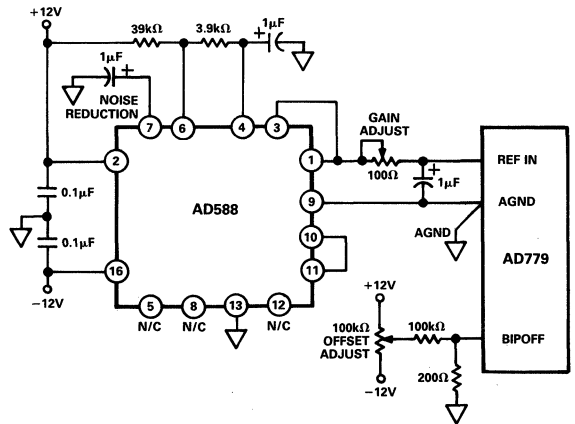 +12V
39kΩ
3.9kΩ
+
1μF
1μF
+
NOISE
REDUCTION
7
6
4
3
GAIN
ADJUST
2
1
100Ω
REF IN
+
1μF
0.1μF
AD588
9
AGND
0.1μF
10
AGND
AD779
16
11
-12V
+12V
5
8
13
12
N/C
N/C
N/C
100kΩ
OFFSET
ADJUST
100kΩ
BIPOFF
200Ω
-12V